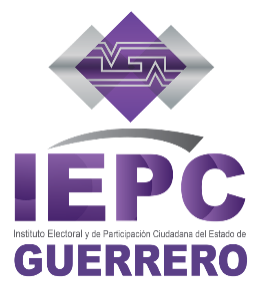 IEPC
Instituto Electoral y de Participación Ciudadana del Estado de
GUERRERO